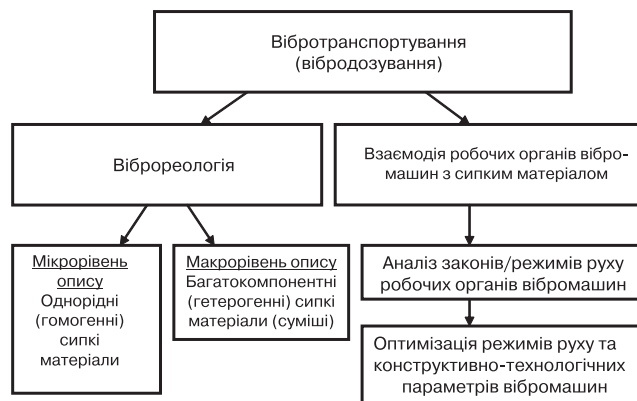 Вібротранспортування
(вібродозування)
Віброреологія
Взаємодія робочих органів вібро-
машин з сипким матеріалом
Мікрорівень
опису
Однорідні
(гомогенні)
сипкі
матеріали
Макрорівень опису
Багатокомпонентні
(гетерогенні) сипкі
матеріали (суміші)
Аналіз законів/режимів руху
робочих органів вібромашин
Оптимізація режимів руху та
конструктивно-технологічних
параметрів вібромашин